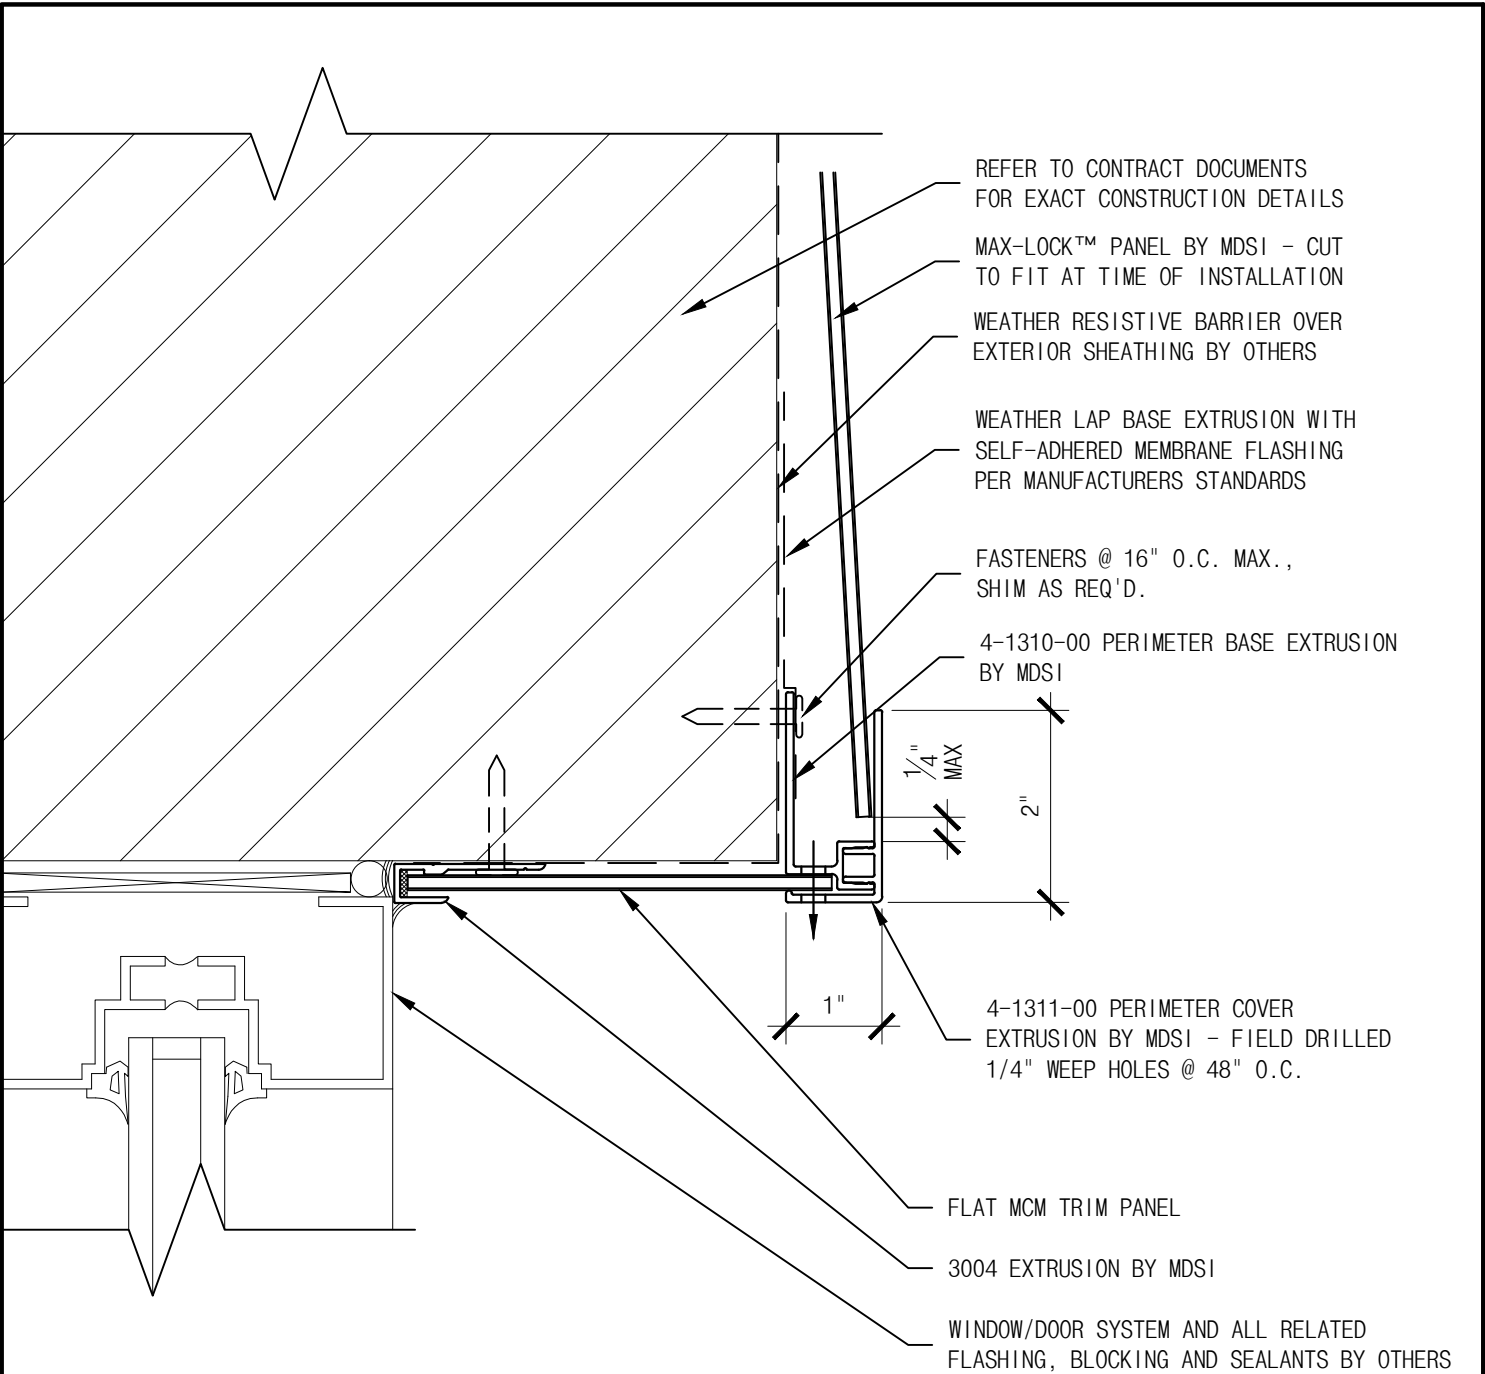 REFER TO CONTRACT DOCUMENTS
FOR EXACT CONSTRUCTION DETAILS
MAX-LOCK™ PANEL BY MDSI - CUT
TO FIT AT TIME OF INSTALLATION
WEATHER RESISTIVE BARRIER OVER
EXTERIOR SHEATHING BY OTHERS
WEATHER LAP BASE EXTRUSION WITH
SELF-ADHERED MEMBRANE FLASHING
PER MANUFACTURERS STANDARDS
FASTENERS @ 16" O.C. MAX.,
SHIM AS REQ'D.
4-1310-00 PERIMETER BASE EXTRUSION
BY MDSI
1/4"
MAX
2"
1"
4-1311-00 PERIMETER COVER
EXTRUSION BY MDSI - FIELD DRILLED
1/4" WEEP HOLES @ 48" O.C.
FLAT MCM TRIM PANEL
3004 EXTRUSION BY MDSI
WINDOW/DOOR SYSTEM AND ALL RELATED
FLASHING, BLOCKING AND SEALANTS BY OTHERS